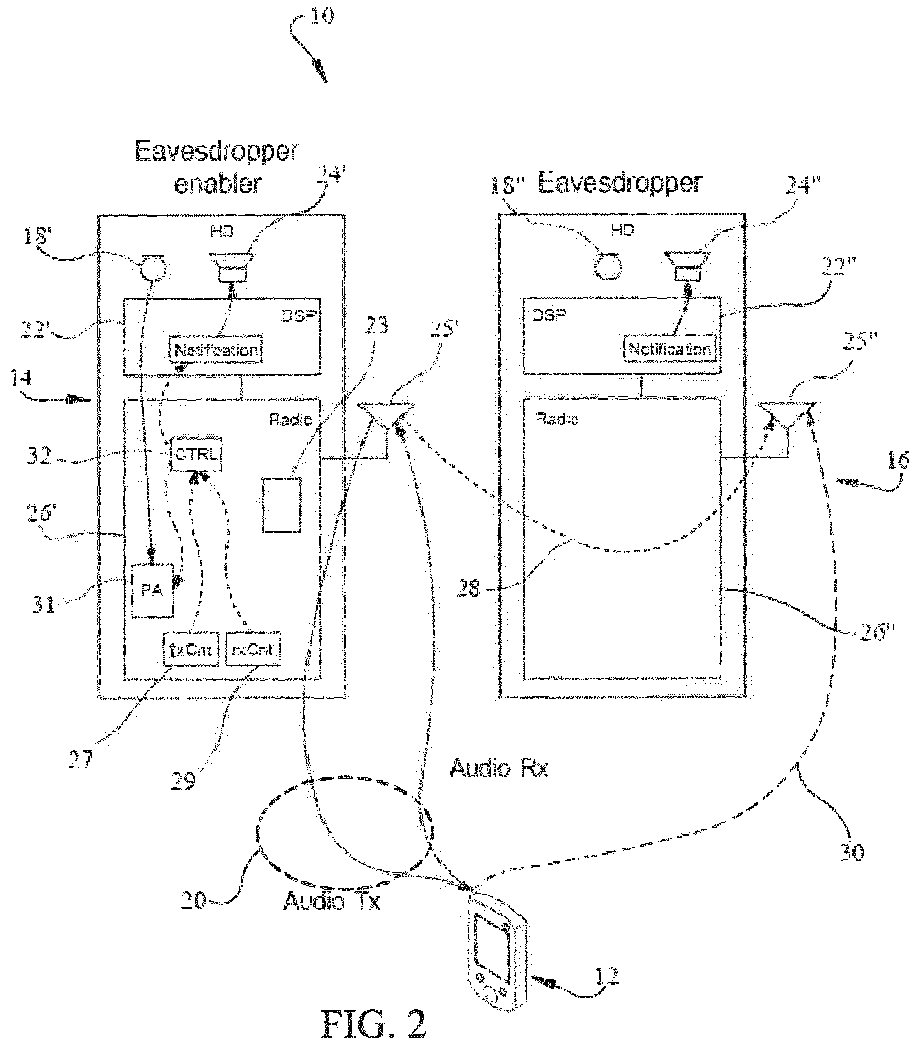 10
Eavesdropper
enabler
24'
18'
HD
22'
DSP
Notification
23
25'
14
Radio
32
CTRL
26'
31
PA
txCnt
rxCnt
27
29
18"
Eavesdropper
24"
HD
22"
DSP
Notification
25"
Radio
16
28
26"
Audio Rx
30
20
Audio Tx
12
FIG. 2